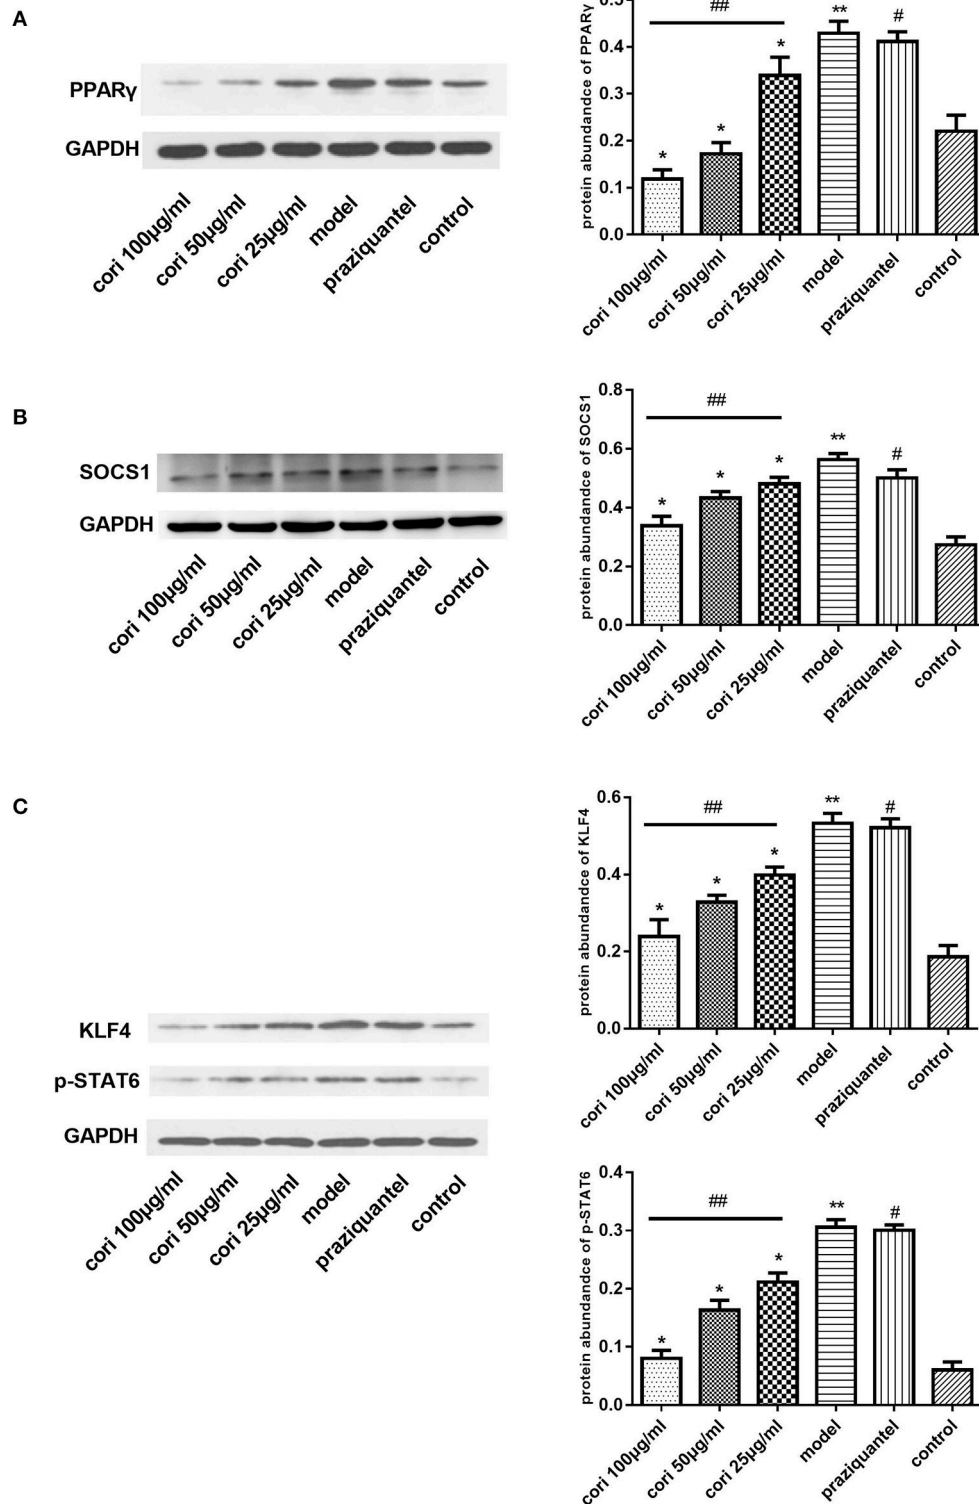 A
PPARγ
GAPDH
cori 100μg/ml
cori 50μg/ml
cori 25μg/ml
model
praziquantel
control
protein abundandce of PPARγ
0.5
0.4
0.3
0.2
0.1
0.0
##
*
*
*
**
#
cori 100μg/ml
cori 50μg/ml
cori 25μg/ml
model
praziquantel
control
B
SOCS1
GAPDH
cori 100μg/ml
cori 50μg/ml
cori 25μg/ml
model
praziquantel
control
protein abundandce of SOCS1
0.8
0.6
0.4
0.2
0.0
##
*
*
*
**
#
cori 100μg/ml
cori 50μg/ml
cori 25μg/ml
model
praziquantel
control
C
KLF4
p-STAT6
GAPDH
cori 100μg/ml
cori 50μg/ml
cori 25μg/ml
model
praziquantel
control
protein abundandce of KLF4
0.6
0.4
0.2
0.0
##
*
*
*
**
#
cori 100μg/ml
cori 50μg/ml
cori 25μg/ml
model
praziquantel
control
protein abundandce of p-STAT6
0.4
0.3
0.2
0.1
0.0
##
*
*
*
**
#
cori 100μg/ml
cori 50μg/ml
cori 25μg/ml
model
praziquantel
control